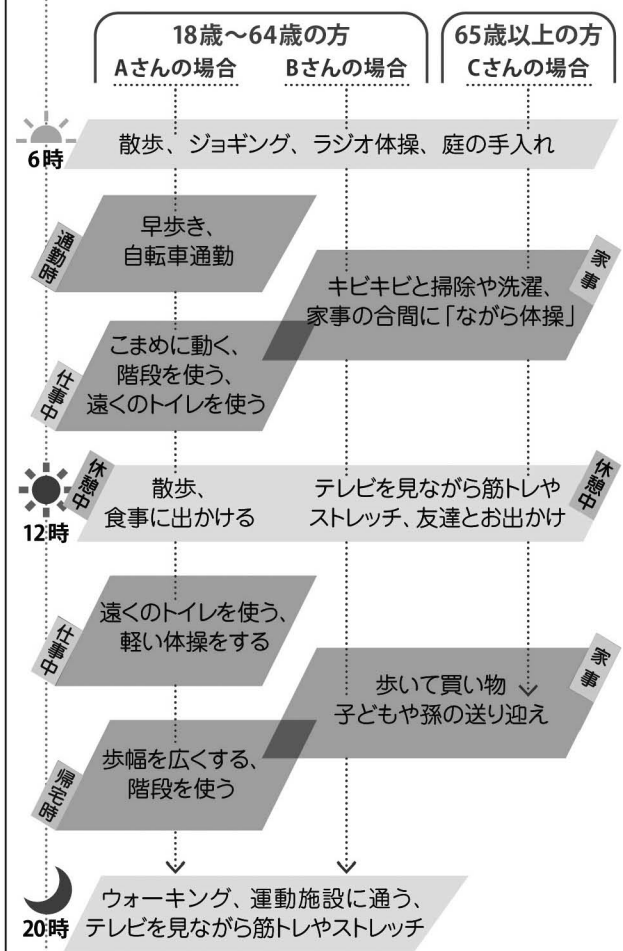 18歳～64歳の方
65歳以上の方
Aさんの場合
Bさんの場合
Cさんの場合
6時
散歩、ジョギング、ラジオ体操、庭の手入れ
通勤時
早歩き、
自転車通勤
家事
キビキビと掃除や洗濯、
家事の合間に「ながら体操」
仕事中
こまめに動く、
階段を使う、
遠くのトイレを使う
12時
休憩中
散歩、
食事に出かける
テレビを見ながら筋トレや
ストレッチ、友達とお出かけ
休憩中
仕事中
遠くのトイレを使う、
軽い体操をする
家事
歩いて買い物
子どもや孫の送り迎え
帰宅時
歩幅を広くする、
階段を使う
20時
ウォーキング、運動施設に通う、
テレビを見ながら筋トレやストレッチ